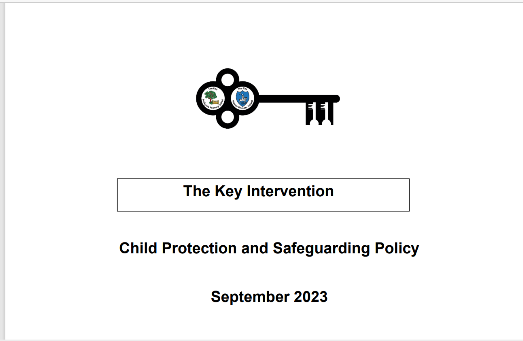 The Key Intervention
Child Protection and Safeguarding Policy
September 2023